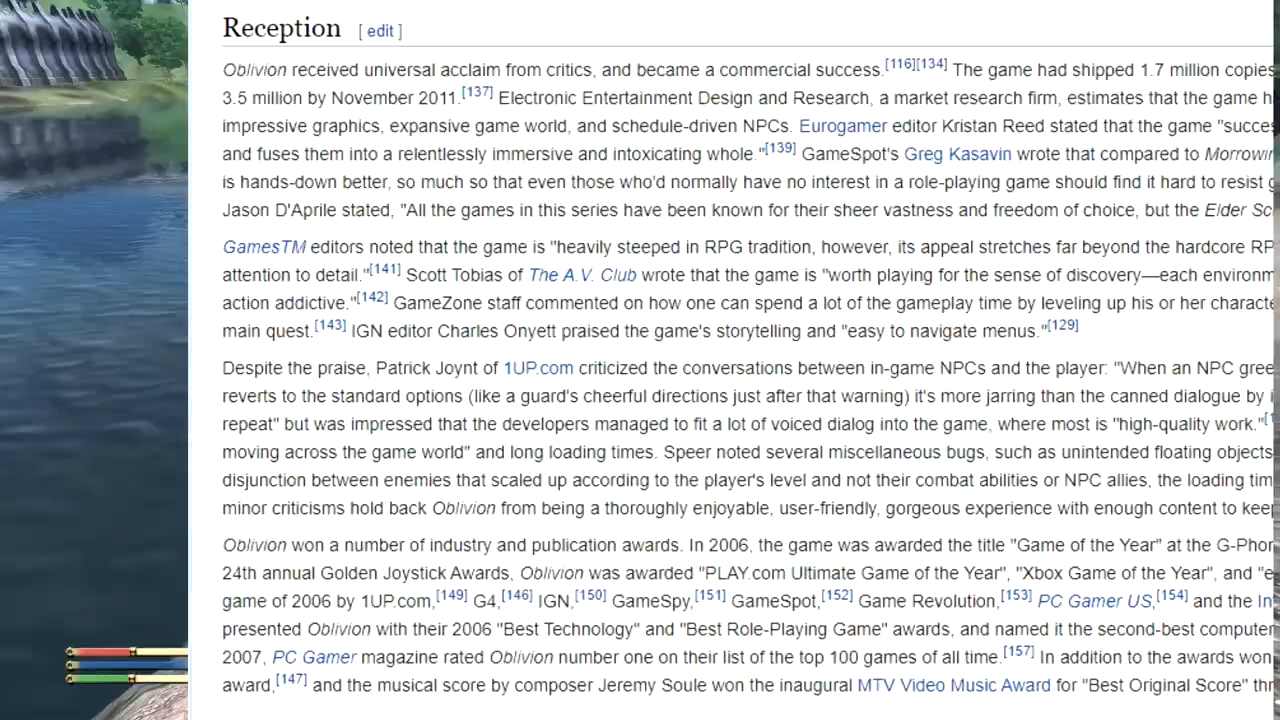 Reception [ edit ]
Oblivion received universal acclaim from critics, and became a commercial success.[116][134] The game had shipped 1.7 million copies
3.5 million by November 2011.[137] Electronic Entertainment Design and Research, a market research firm, estimates that the game h
impressive graphics, expansive game world, and schedule-driven NPCs. Eurogamer editor Kristan Reed stated that the game "succes
and fuses them into a relentlessly immersive and intoxicating whole."[139] GameSpot's Greg Kasavin wrote that compared to Morrowin
is hands-down better, so much so that even those who'd normally have no interest in a role-playing game should find it hard to resist
Jason D'Aprile stated, "All the games in this series have been known for their sheer vastness and freedom of choice, but the Elder Sc
GamesTM editors noted that the game is "heavily steeped in RPG tradition, however, its appeal stretches far beyond the hardcore RP
attention to detail."[141] Scott Tobias of The A.V. Club wrote that the game is "worth playing for the sense of discovery—each environm
action addictive."[142] GameZone staff commented on how one can spend a lot of the gameplay time by leveling up his or her characte
main quest.[143] IGN editor Charles Onyett praised the game's storytelling and "easy to navigate menus."[129]
Despite the praise, Patrick Joynt of 1UP.com criticized the conversations between in-game NPCs and the player: "When an NPC gree
reverts to the standard options (like a guard's cheerful directions just after that warning) it's more jarring than the canned dialogue by
repeat" but was impressed that the developers managed to fit a lot of voiced dialog into the game, where most is "high-quality work."
moving across the game world" and long loading times. Speer noted several miscellaneous bugs, such as unintended floating objects
disjunction between enemies that scaled up according to the player's level and not their combat abilities or NPC allies, the loading tim
minor criticisms hold back Oblivion from being a thoroughly enjoyable, user-friendly, gorgeous experience with enough content to keep
Oblivion won a number of industry and publication awards. In 2006, the game was awarded the title "Game of the Year" at the G-Phor
24th annual Golden Joystick Awards, Oblivion was awarded "PLAY.com Ultimate Game of the Year", "Xbox Game of the Year", and "e
game of 2006 by 1UP.com,[149] G4,[146] IGN,[150] GameSpy,[151] GameSpot,[152] Game Revolution,[153] PC Gamer US,[154] and the In
presented Oblivion with their 2006 "Best Technology" and "Best Role-Playing Game" awards, and named it the second-best computer
2007, PC Gamer magazine rated Oblivion number one on their list of the top 100 games of all time.[157] In addition to the awards won
award,[147] and the musical score by composer Jeremy Soule won the inaugural MTV Video Music Award for "Best Original Score" thr